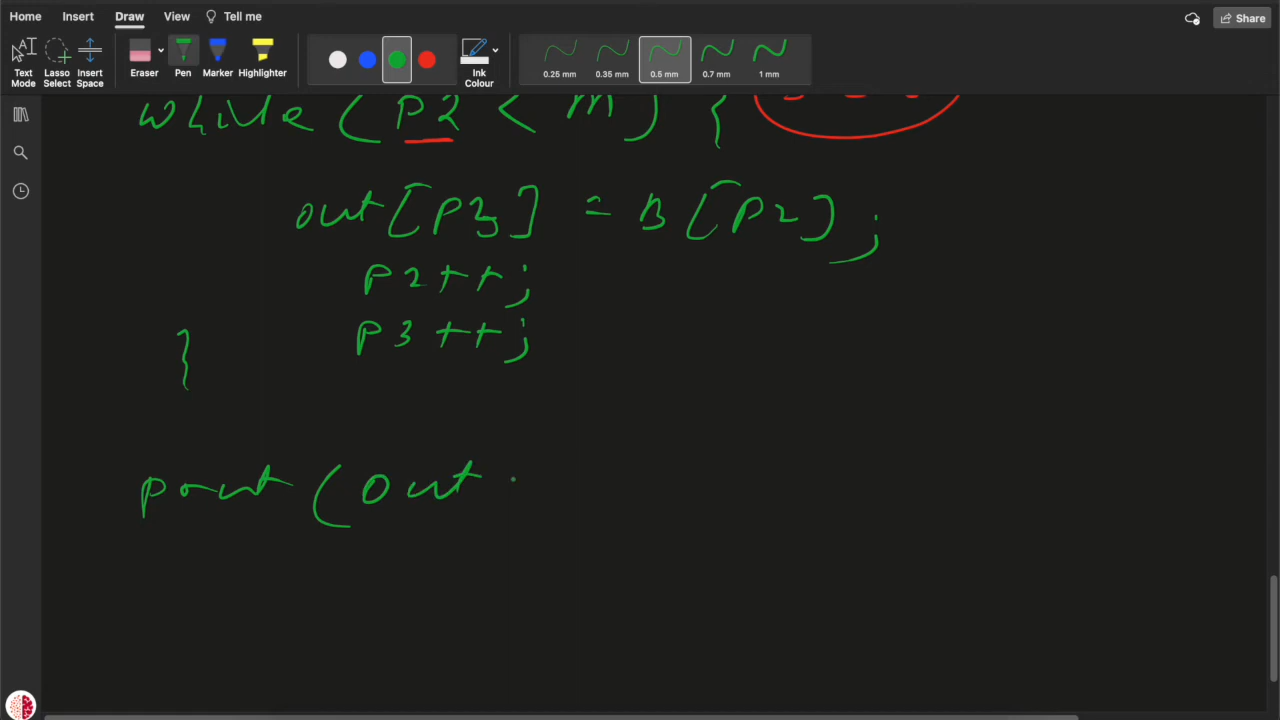 Home Insert Draw View Tell me Share
Text Mode Lasso Select Insert Space Eraser Pen Marker Highlighter Ink Colour 0.25 mm 0.35 mm 0.5 mm 0.7 mm 1 mm
while (P2 < m) {
out[P3] = B[P2];
P2++;
P3++;
}
print(out